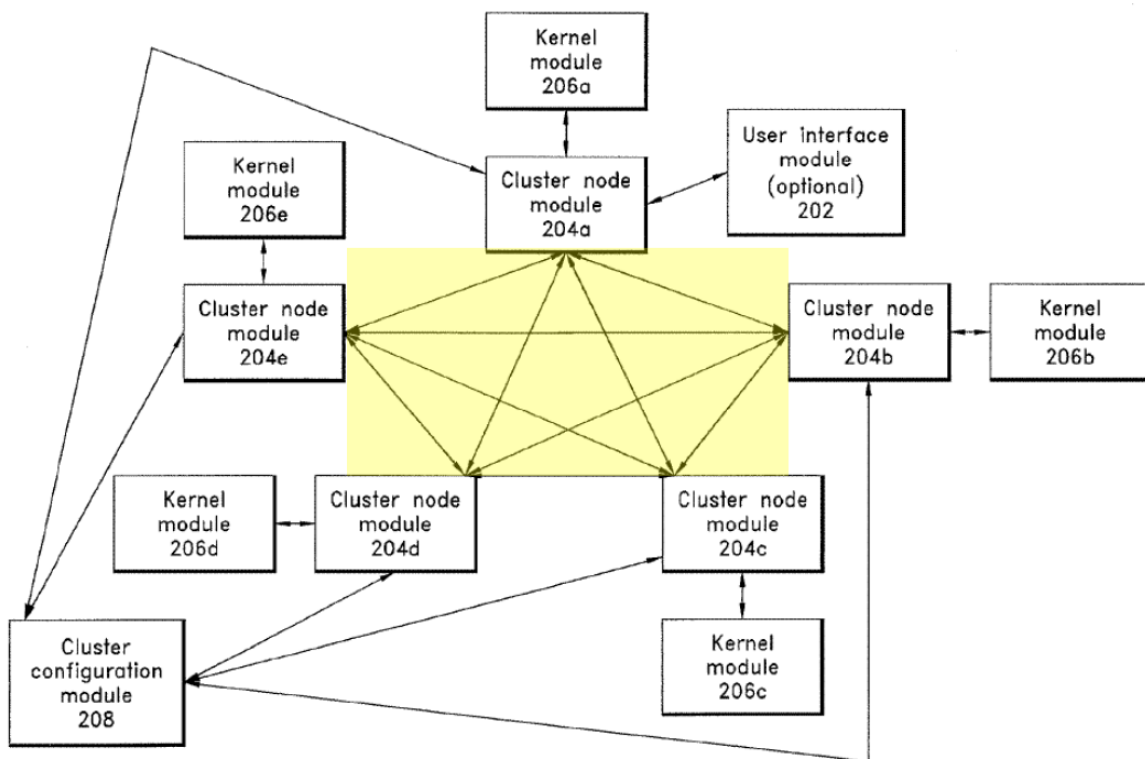 Kernel
module
206a
User interface
module
(optional)
202
Kernel
module
206e
Cluster node
module
204a
Cluster node
module
204e
Cluster node
module
204b
Kernel
module
206b
Kernel
module
206d
Cluster node
module
204d
Cluster node
module
204c
Cluster
configuration
module
208
Kernel
module
206c